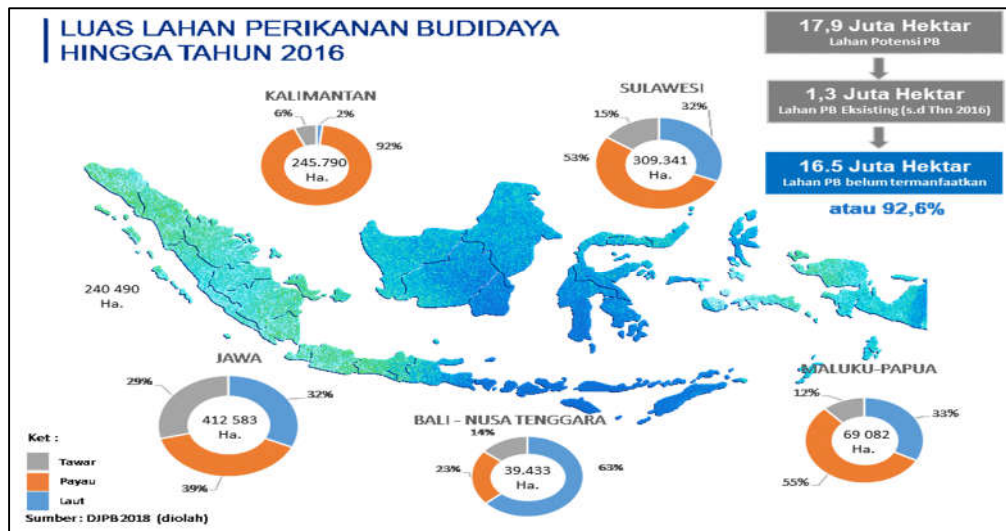 LUAS LAHAN PERIKANAN BUDIDAYA
HINGGA TAHUN 2016
17,9 Juta Hektar
Lahan Potensi PB
1,3 Juta Hektar
Lahan PB Eksisting (s.d Thn 2016)
16.5 Juta Hektar
Lahan PB belum termanfaatkan
atau 92,6%
KALIMANTAN
6%
2%
92%
245.790
Ha.
SULAWESI
15%
32%
53%
309.341
Ha.
240 490
Ha.
JAWA
29%
32%
412 583
Ha.
39%
BALI - NUSA TENGGARA
14%
23%
63%
39.433
Ha.
MALUKU-PAPUA
12%
33%
69 082
Ha.
55%
Ket :
Tawar
Payau
Laut
Sumber : DJPB 2018 (diolah)